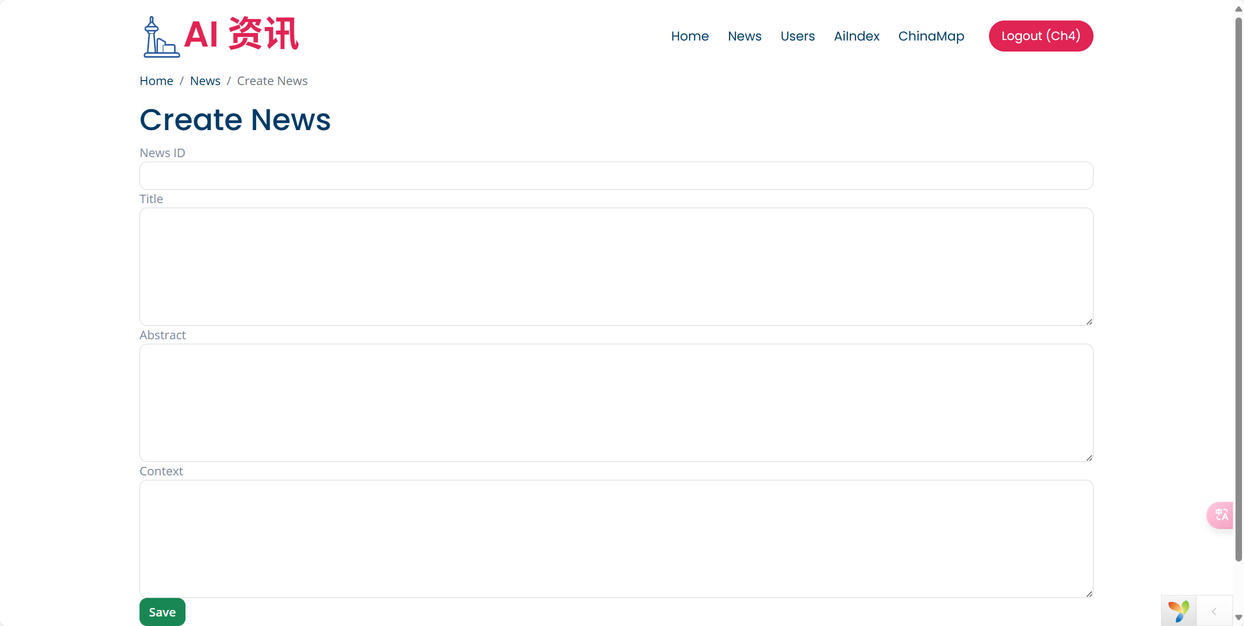 AI 资讯
Home News Users AiIndex ChinaMap Logout (Ch4)
Home / News / Create News
Create News
News ID
Title
Abstract
Context
中
A
Save